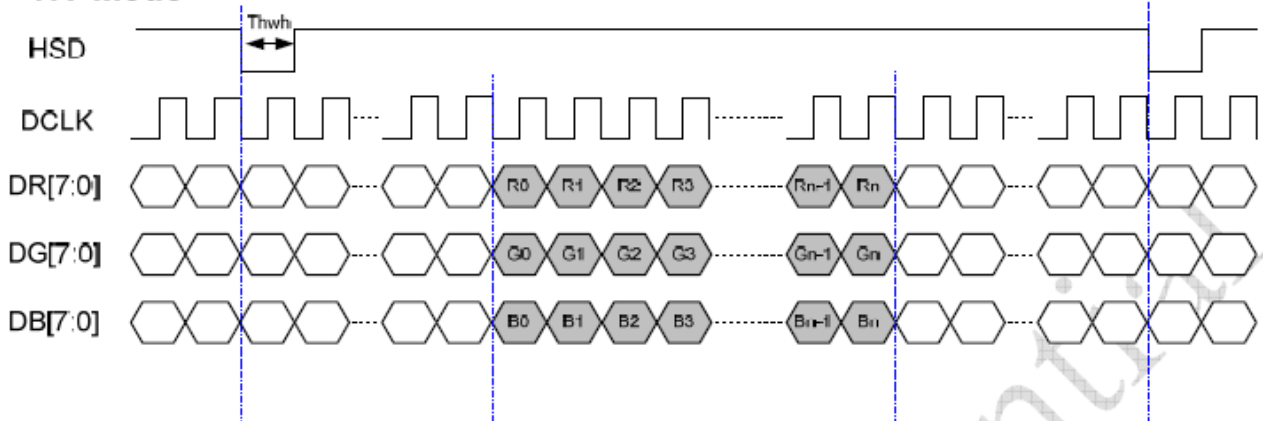 Thwh
HSD
DCLK
DR[7:0] R0 R1 R2 R3 Rn-1 Rn
DG[7:0] G0 G1 G2 G3 Gn-1 Gn
DB[7:0] B0 B1 B2 B3 Bn-1 Bn